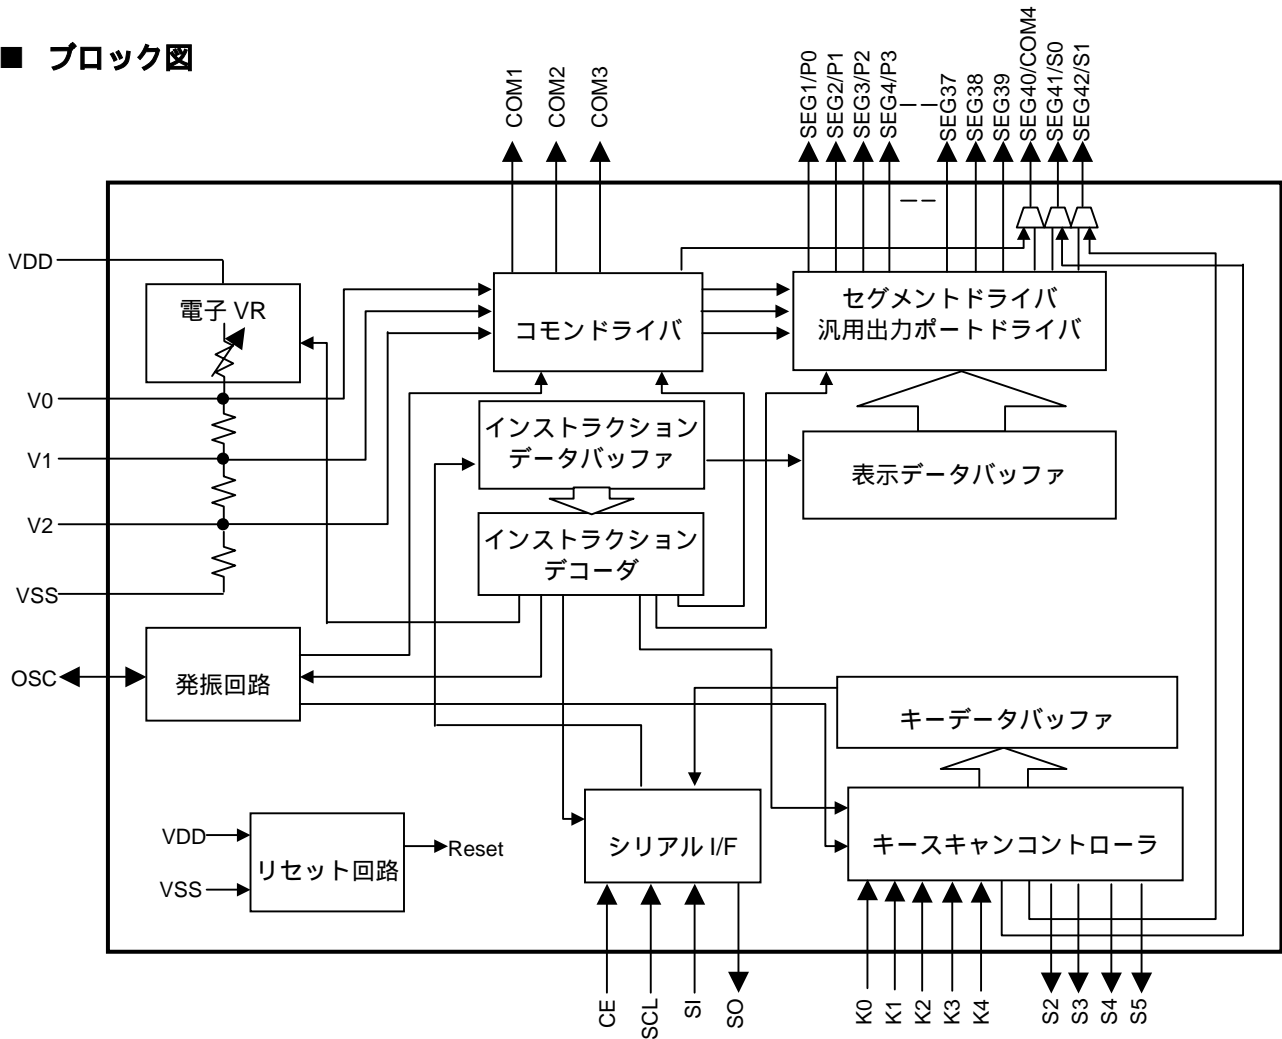 ■ ブロック図
COM1
COM2
COM3
SEG1/P0
SEG2/P1
SEG3/P2
SEG4/P3
SEG37
SEG38
SEG39
SEG40/COM4
SEG41/S0
SEG42/S1
VDD
電子 VR
コモンドライバ
セグメントドライバ
汎用出力ポートドライバ
V0
V1
V2
VSS
インストラクション
データバッファ
表示データバッファ
インストラクション
デコーダ
OSC
発振回路
キーデータバッファ
VDD
VSS
リセット回路
Reset
シリアル I/F
キースキャンコントローラ
CE
SCL
SI
SO
K0
K1
K2
K3
K4
S2
S3
S4
S5